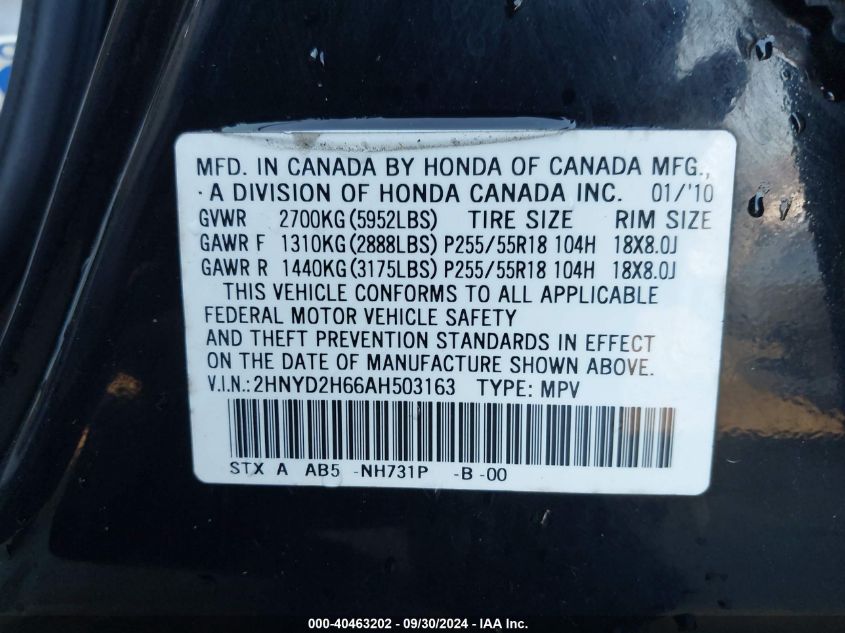 MFD. IN CANADA BY HONDA OF CANADA MFG.,
A DIVISION OF HONDA CANADA INC. 01/'10
GVWR 2700KG(5952LBS) TIRE SIZE RIM SIZE
GAWR F 1310KG(2888LBS) P255/55R18 104H 18X8.0J
GAWR R 1440KG(3175LBS) P255/55R18 104H 18X8.0J
THIS VEHICLE CONFORMS TO ALL APPLICABLE
FEDERAL MOTOR VEHICLE SAFETY
AND THEFT PREVENTION STANDARDS IN EFFECT
ON THE DATE OF MANUFACTURE SHOWN ABOVE.
V.I.N.: 2HNYD2H66AH503163 TYPE: MPV
STX A AB5 -NH731P -B -00
000-40463202 - 09/30/2024 - IAA Inc.